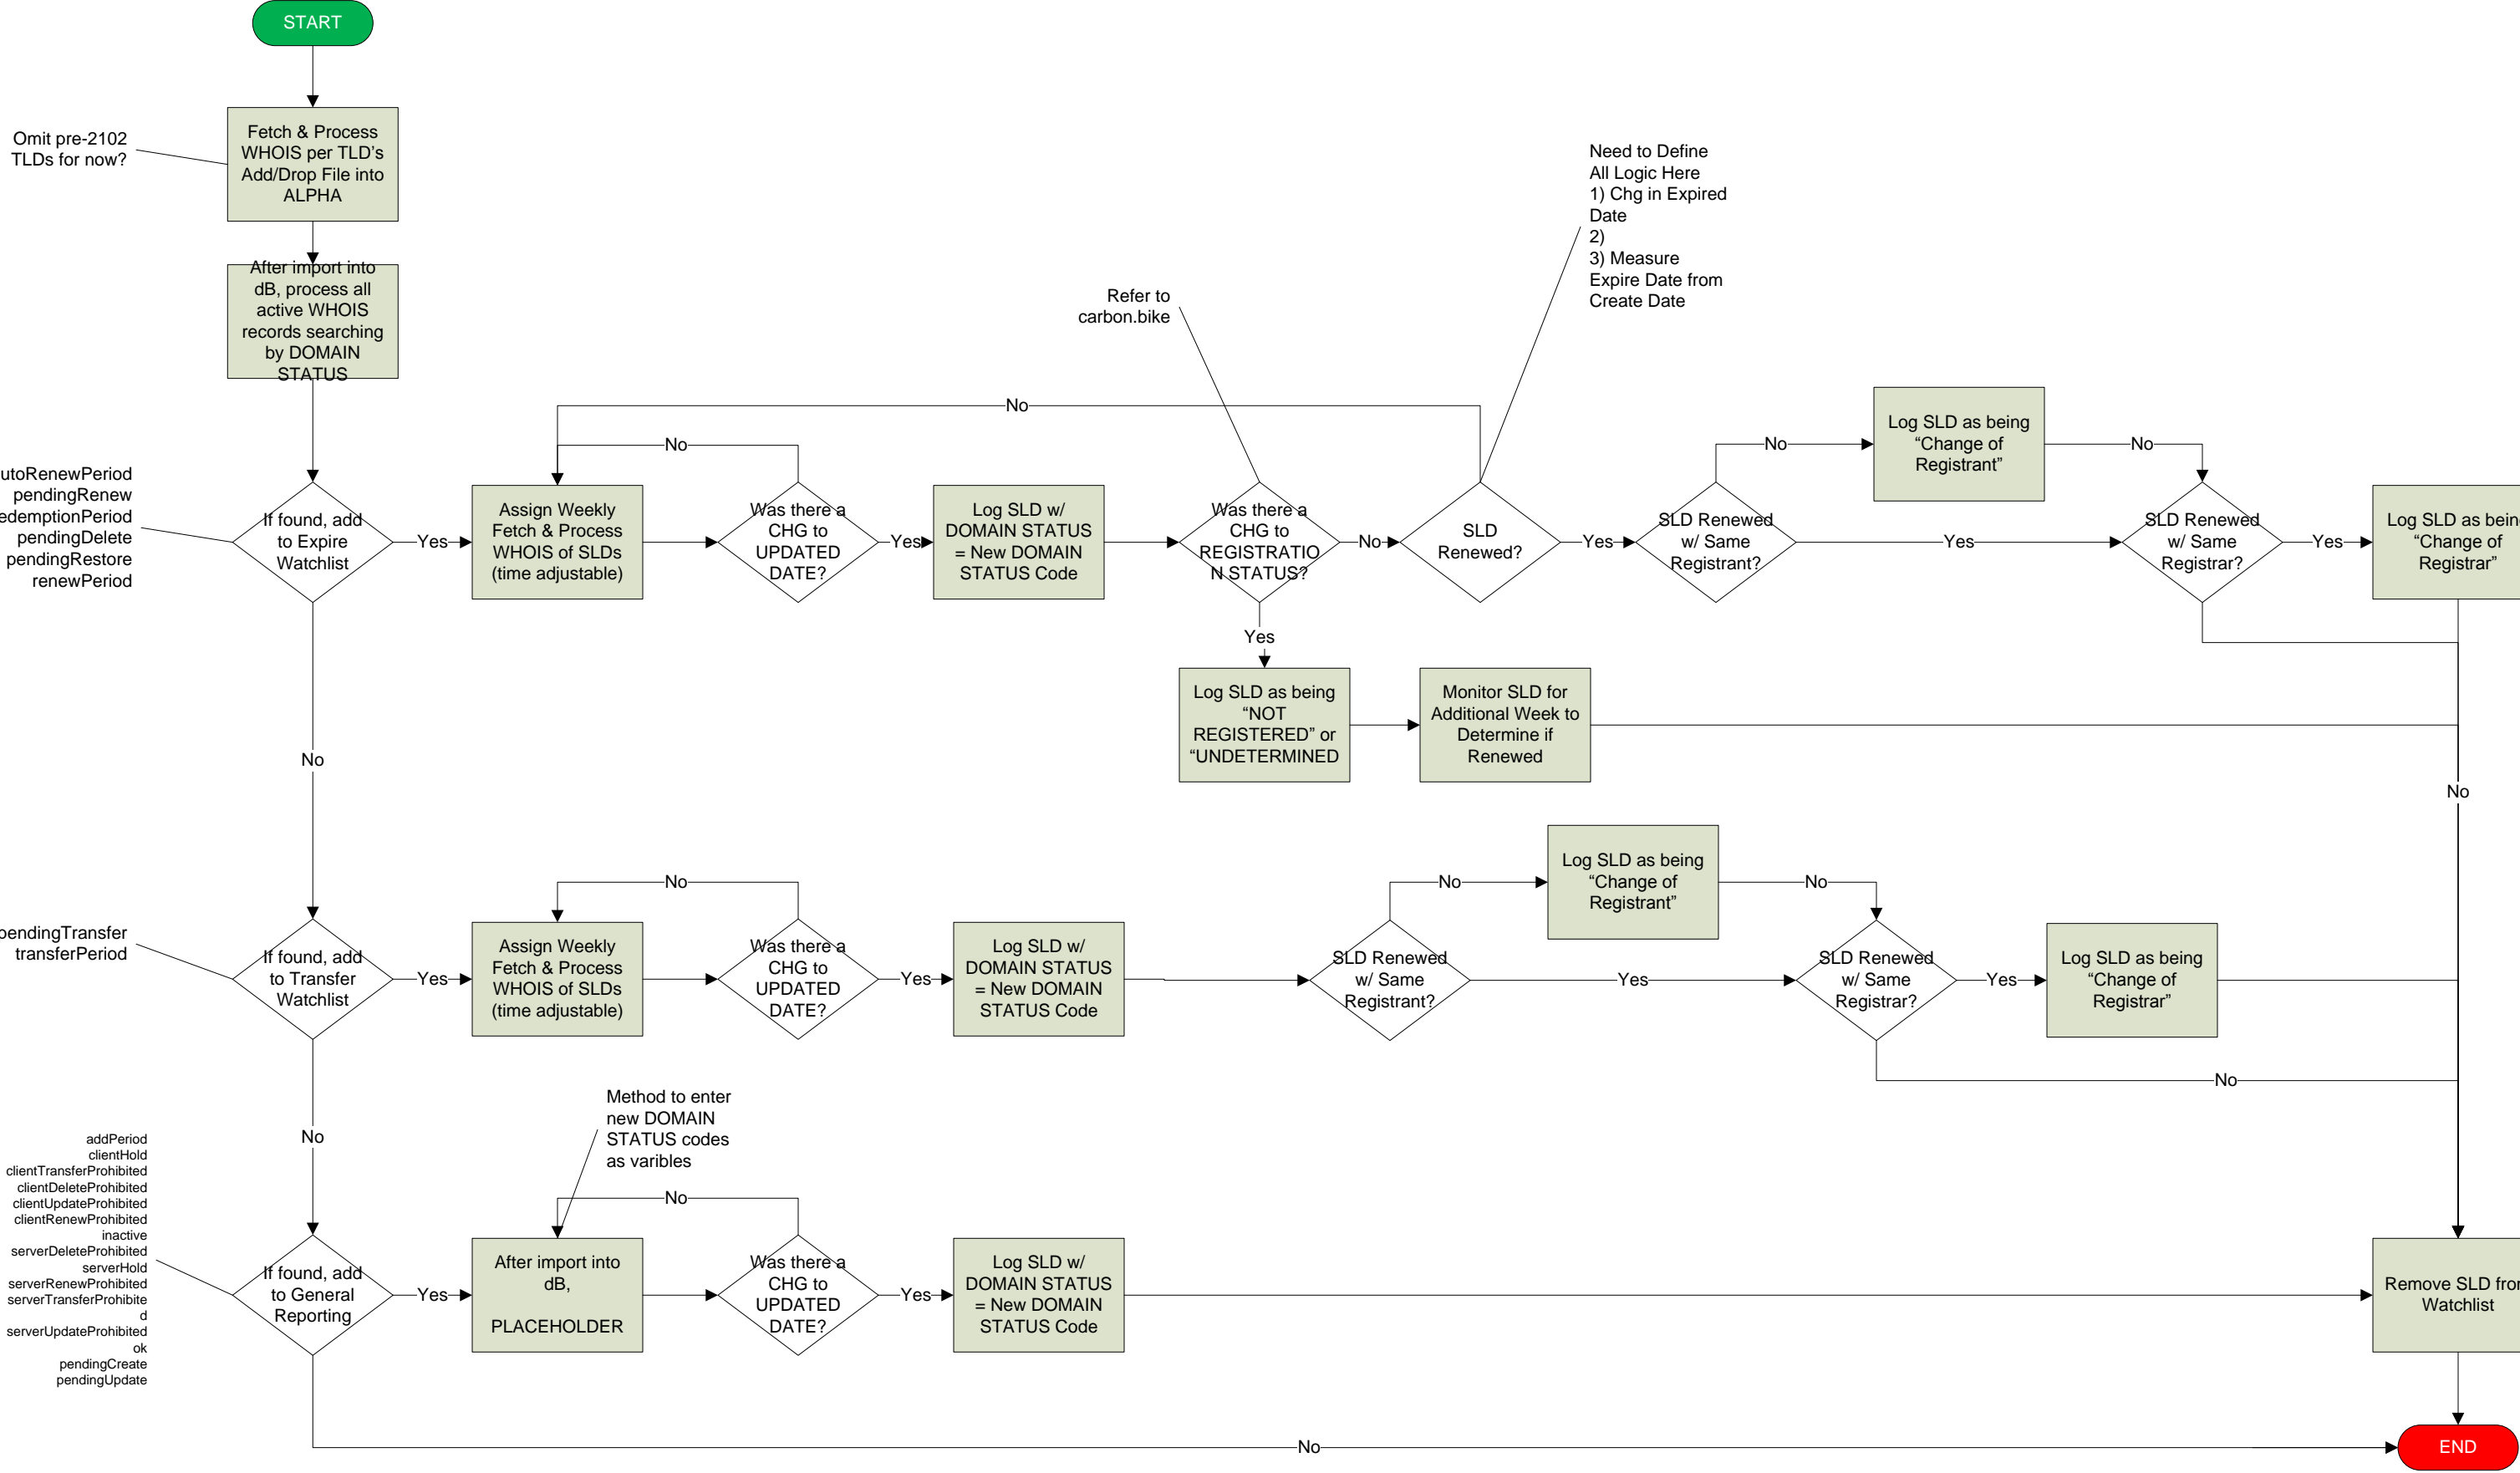 START
Omit pre-2102
TLDs for now?
Fetch & Process
WHOIS per TLD's
Add/Drop File into
ALPHA
After import into
dB, process all
active WHOIS
records searching
by DOMAIN
STATUS
Need to Define
All Logic Here
1) Chg in Expired
Date
2)
3) Measure
Expire Date from
Create Date
Refer to
carbon.bike
No
No
utoRenewPeriod
pendingRenew
edemptionPeriod
pendingDelete
pendingRestore
renewPeriod
If found, add
to Expire
Watchlist
Yes
Assign Weekly
Fetch & Process
WHOIS of SLDs
(time adjustable)
Was there a
CHG to
UPDATED
DATE?
Yes
Log SLD w/
DOMAIN STATUS
= New DOMAIN
STATUS Code
Was there a
CHG to
REGISTRATIO
N STATUS?
No
SLD
Renewed?
Yes
SLD Renewed
w/ Same
Registrant?
No
Log SLD as being
“Change of
Registrant”
No
Yes
SLD Renewed
w/ Same
Registrar?
Yes
Log SLD as bein
“Change of
Registrar”
Yes
Log SLD as being
“NOT
REGISTERED” or
“UNDETERMINED
Monitor SLD for
Additional Week to
Determine if
Renewed
No
No
pendingTransfer
transferPeriod
If found, add
to Transfer
Watchlist
Yes
Assign Weekly
Fetch & Process
WHOIS of SLDs
(time adjustable)
No
Was there a
CHG to
UPDATED
DATE?
Yes
Log SLD w/
DOMAIN STATUS
= New DOMAIN
STATUS Code
SLD Renewed
w/ Same
Registrant?
No
Log SLD as being
“Change of
Registrant”
No
Yes
SLD Renewed
w/ Same
Registrar?
Yes
Log SLD as being
“Change of
Registrar”
No
No
Method to enter
new DOMAIN
STATUS codes
as varibles
addPeriod
clientHold
clientTransferProhibited
clientDeleteProhibited
clientUpdateProhibited
clientRenewProhibited
inactive
serverDeleteProhibited
serverHold
serverRenewProhibited
serverTransferProhibite
d
serverUpdateProhibited
ok
pendingCreate
pendingUpdate
If found, add
to General
Reporting
Yes
After import into
dB,
PLACEHOLDER
No
Was there a
CHG to
UPDATED
DATE?
Yes
Log SLD w/
DOMAIN STATUS
= New DOMAIN
STATUS Code
Remove SLD from
Watchlist
No
END